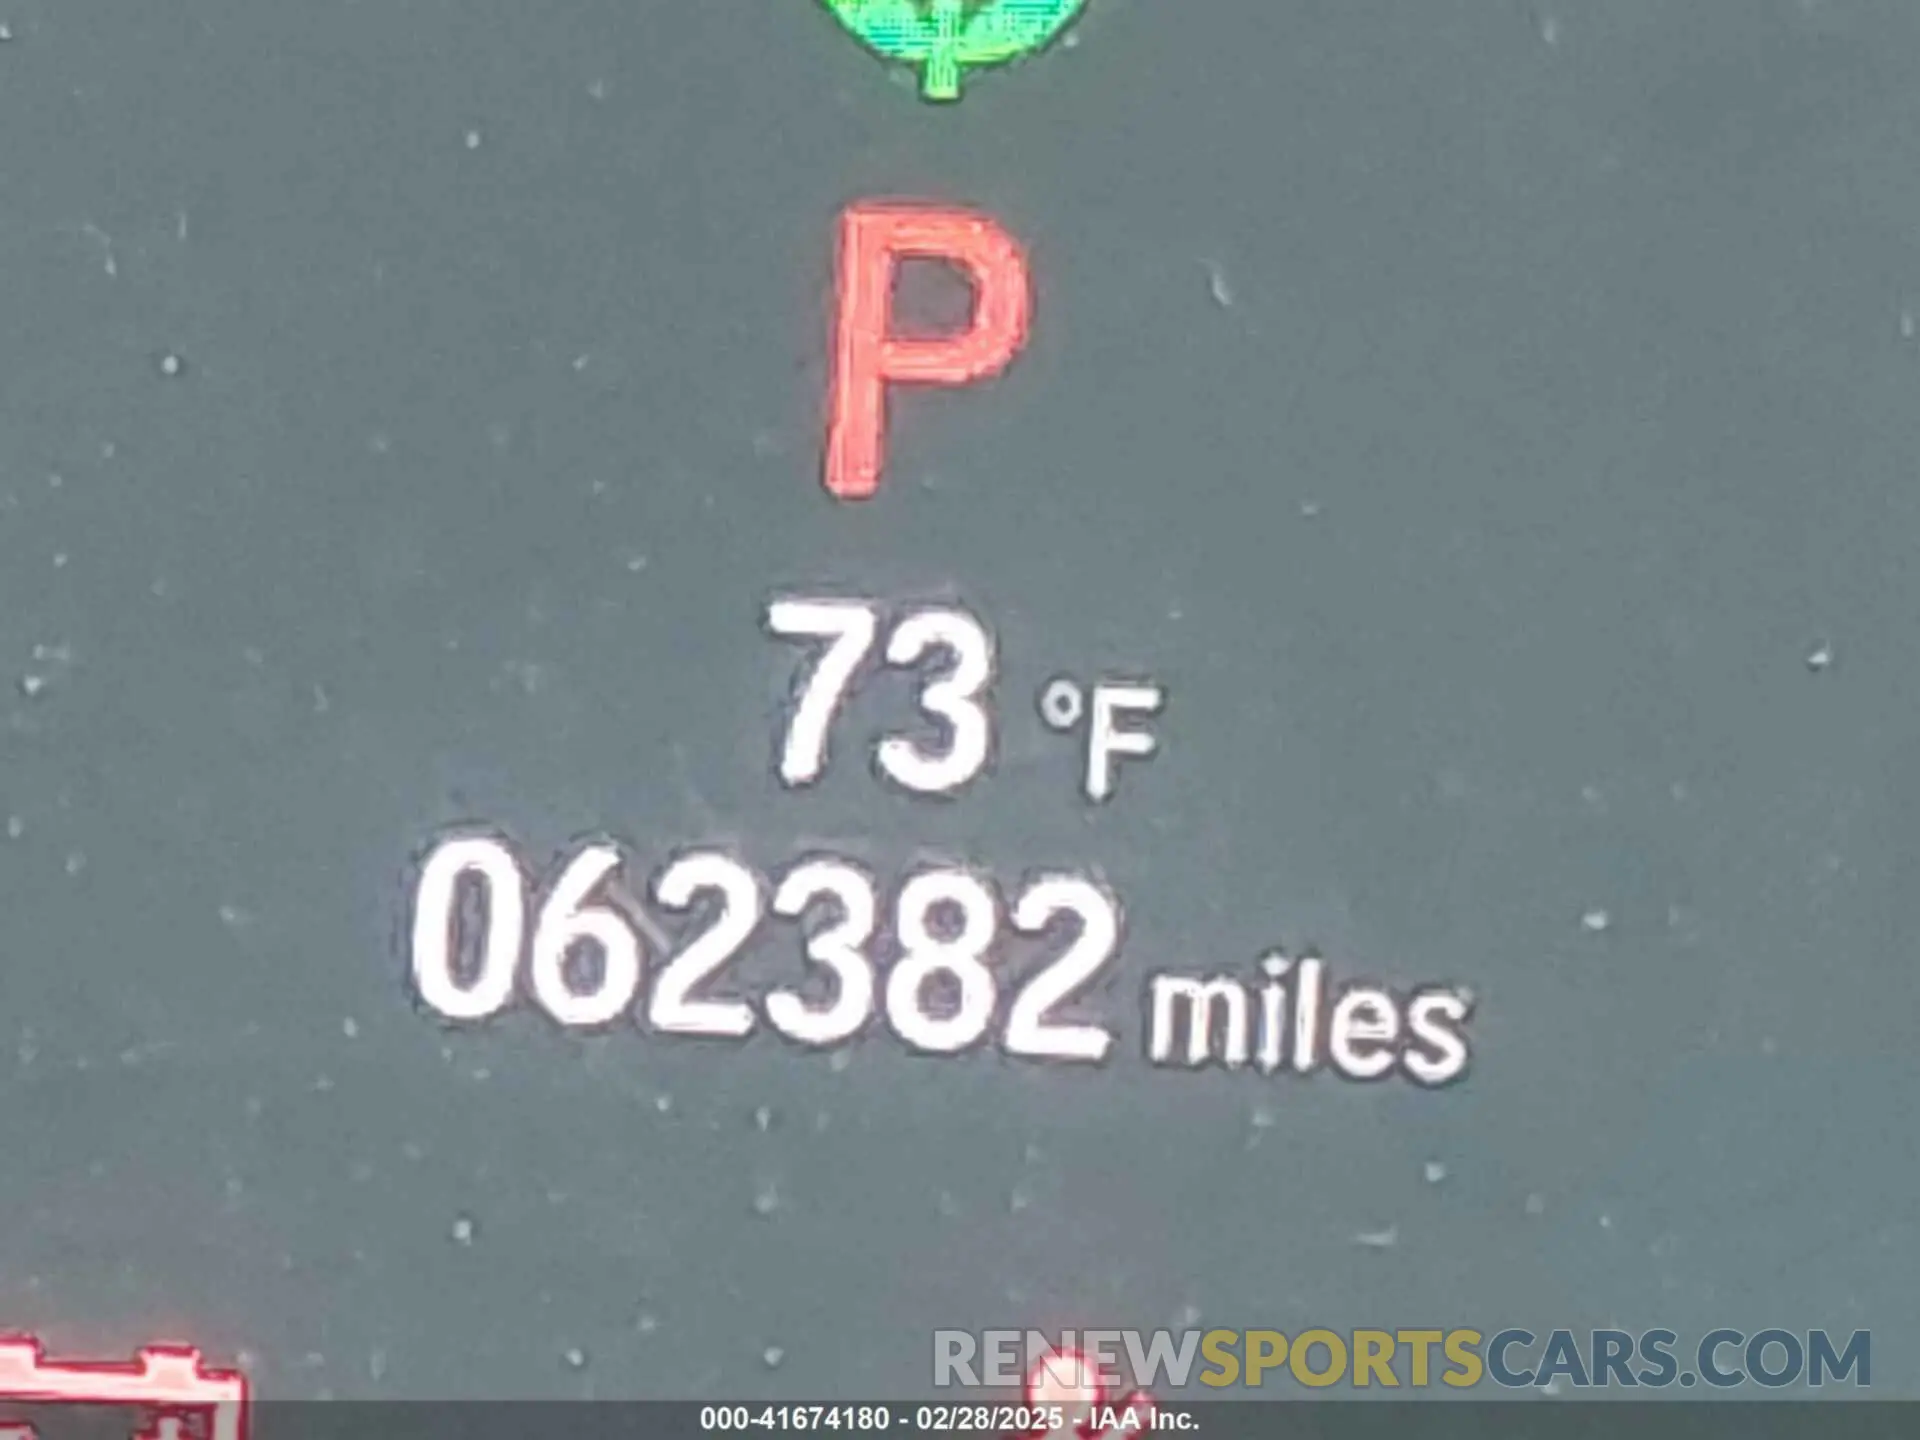 P
73 °F
062382 miles
RENEWSPORTSCARS.COM
000-41674180 - 02/28/2025 - IAA Inc.